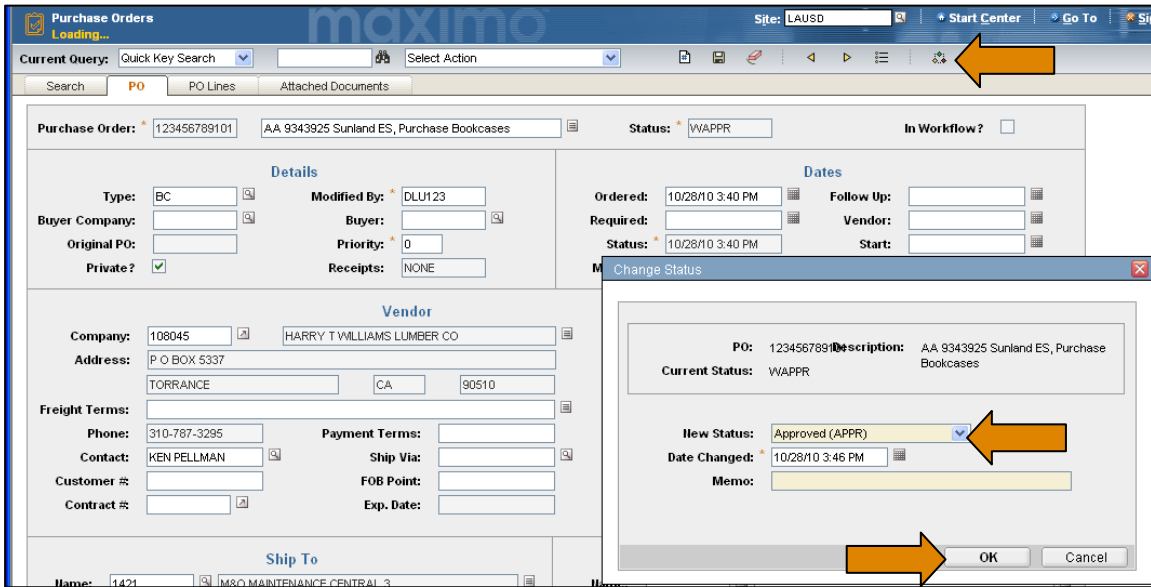 Purchase Orders
Loading...
maximo
Site: LAUSD
Start Center
Go To
Current Query: Quick Key Search
Select Action
Search
PO
PO Lines
Attached Documents
Purchase Order: * 123456789101 AA 9343925 Sunland ES, Purchase Bookcases Status: * WAPPR In Workflow?
Details
Dates
Type: BC Modified By: * DLU123 Ordered: 10/28/10 3:40 PM Follow Up:
Buyer Company: Buyer: Required: Vendor:
Original PO: Priority: * 0 Status: * 10/28/10 3:40 PM Start:
Private? Receipts: NONE
Vendor
Company: 108045 HARRY T WILLIAMS LUMBER CO
Address: P O BOX 5337
TORRANCE CA 90510
Freight Terms:
Phone: 310-787-3295 Payment Terms:
Contact: KEN PELLMAN Ship Via:
Customer #: FOB Point:
Contract #: Exp. Date:
Ship To
Name: 1421 M&O MAINTENANCE CENTRAL 3
Change Status
PO: Description: AA 9343925 Sunland ES, Purchase
Bookcases
Current Status: WAPPR
New Status: Approved (APPR)
Date Changed: * 10/28/10 3:46 PM
Memo:
OK Cancel